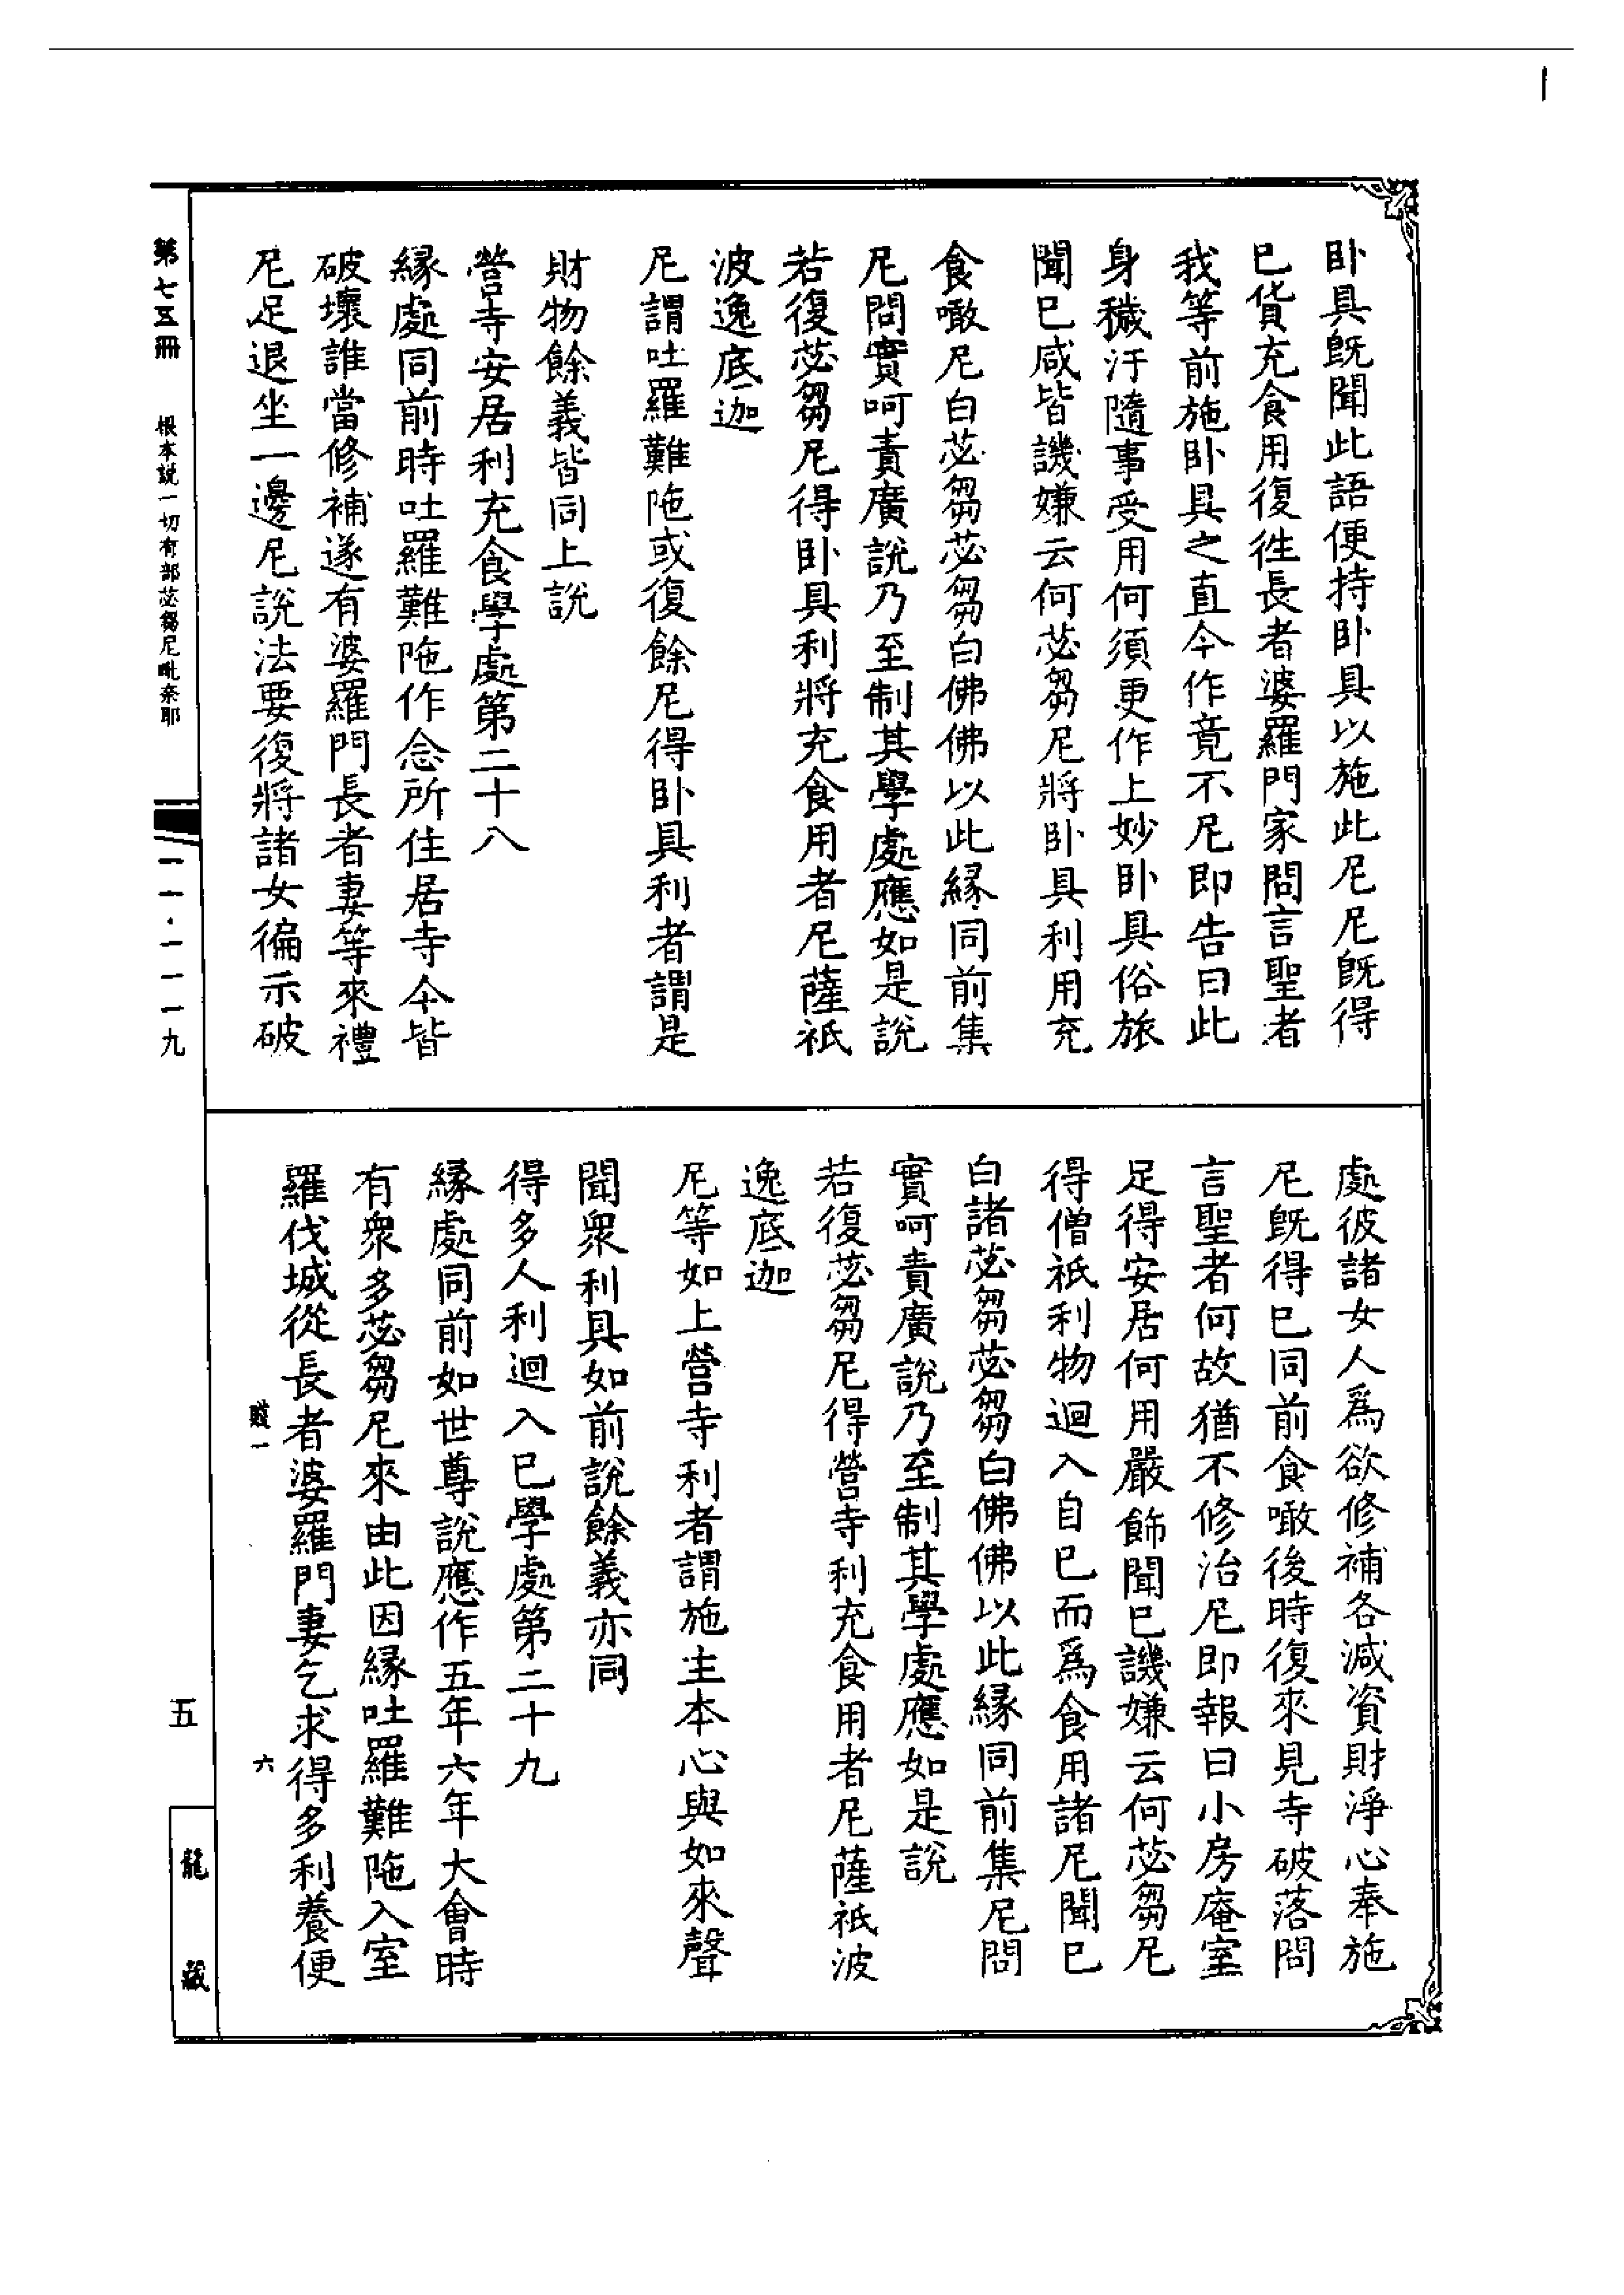 卧具既聞此語便持卧具以施此尼尼既得
已貨充食用復徃長者婆羅門家問言聖者
我等前施卧具之直今作竟不尼即告曰此
身穢汙隨事受用何須更作上妙卧具俗旅
聞已咸皆譏嫌云何苾芻尼將卧具利用充
食噉尼白苾芻苾芻白佛佛以此緣同前集
尼問實呵責廣說乃至制其學處應如是說
若復苾芻尼得卧具利將充食用者尼薩祇
波逸底迦
尼謂吐羅難陁或復餘尼得卧具利者謂是
財物餘義皆同上說
營寺安居利充食學處第二十八
緣處同前時吐羅難陁作念所住居寺今皆
破壞誰當修補遂有婆羅門長者妻等來禮
尼足退坐一邊尼說法要復將諸女徧示破
處彼諸女人爲欲修補各減資財淨心奉施
尼既得已同前食噉後時復來見寺破落問
言聖者何故猶不修治尼即報曰小房庵室
足得安居何用嚴飾聞已譏嫌云何苾芻尼
得僧祇利物迴入自已而爲食用諸尼聞已
白諸苾芻苾芻白佛佛以此緣同前集尼問
實呵責廣說乃至制其學處應如是說
若復苾芻尼得營寺利充食用者尼薩祇波
逸底迦
尼等如上營寺利者謂施主本心與如來聲
聞衆利具如前說餘義亦同
得多人利迴入已學處第二十九
緣處同前如世尊說應作五年六年大會時
有衆多苾芻尼來由此因緣吐羅難陁入室
羅伐城從長者婆羅門妻乞求得多利養便
賤一 六
第七五冊 根本説一切有部苾芻尼毗奈耶
一一·一一一九
五
龍藏